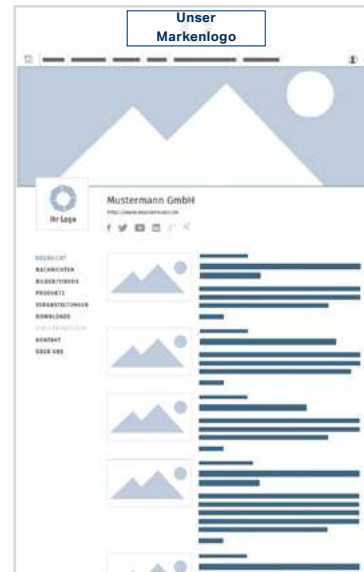 Unser
Markenlogo
Ihr Logo
Mustermann GmbH
http://www.mustermann.de
ÜBERSICHT
NACHRICHTEN
BILDER/VIDEOS
PRODUKTE
VERANSTALTUNGEN
DOWNLOADS
STELLENANZEIGEN
KONTAKT
ÜBER UNS